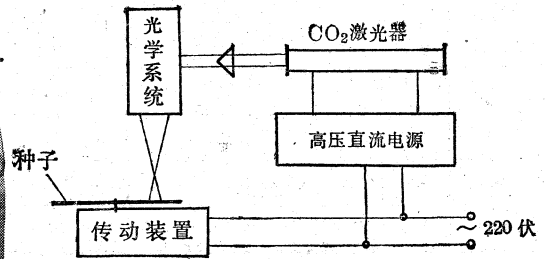 光学系统
CO₂激光器
高压直流电源
种子
传动装置
～220伏